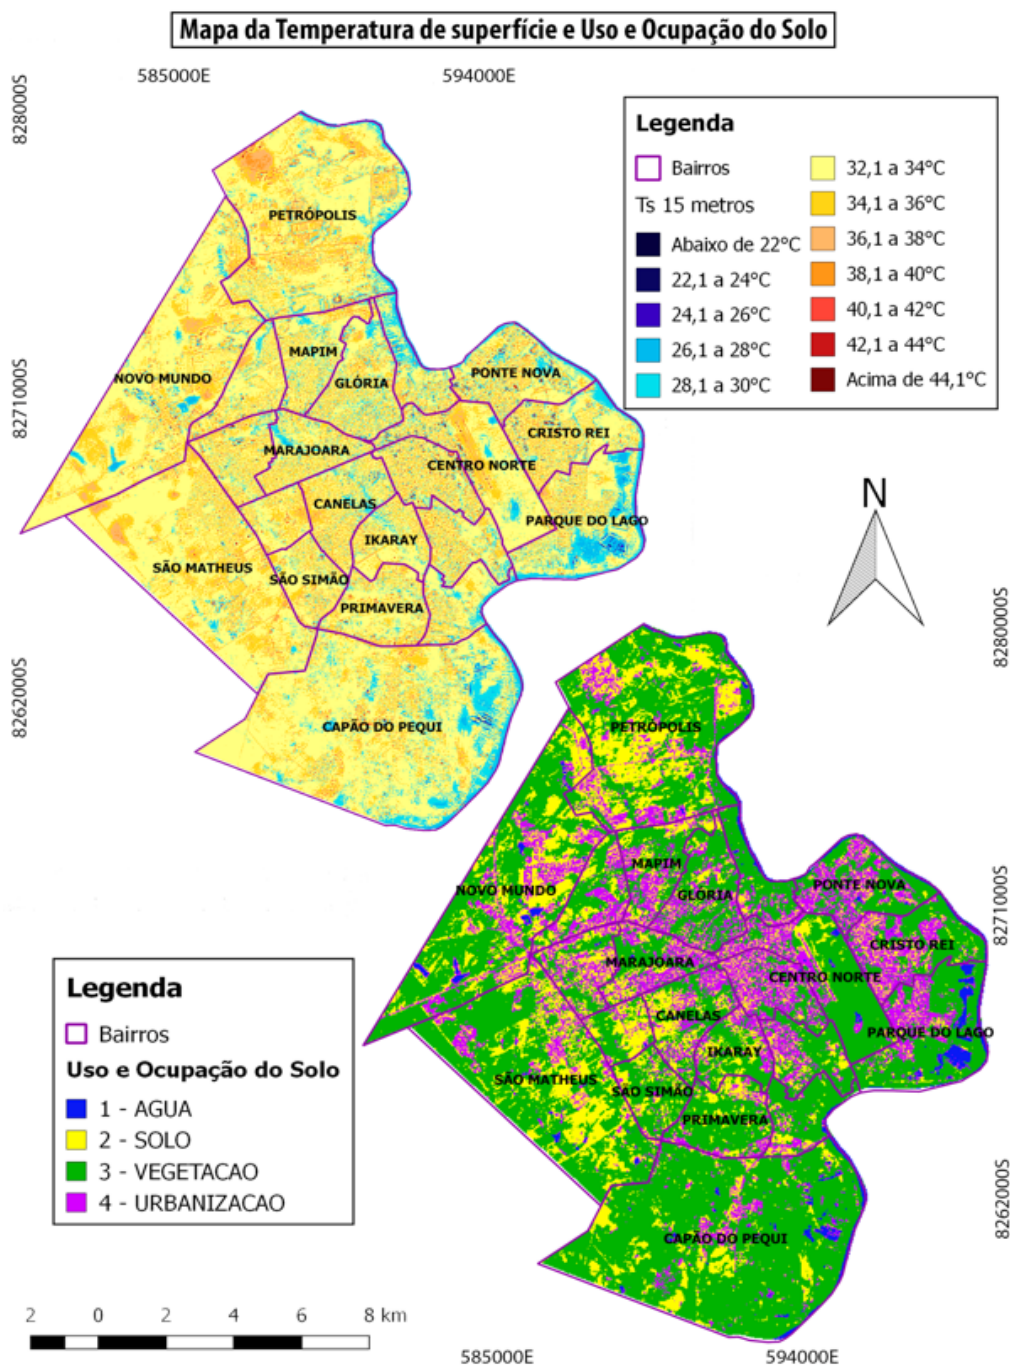 Mapa da Temperatura de superfície e Uso e Ocupação do Solo
585000E
594000E
828000S
8271000S
8262000S
Legenda
Bairros
Ts 15 metros
Abaixo de 22°C
22,1 a 24°C
24,1 a 26°C
26,1 a 28°C
28,1 a 30°C
32,1 a 34°C
34,1 a 36°C
36,1 a 38°C
38,1 a 40°C
40,1 a 42°C
42,1 a 44°C
Acima de 44,1°C
PETRÓPOLIS
MAPIM
NOVO MUNDO
GLÓRIA
PONTE NOVA
CRISTO REI
MARAJOARA
CENTRO NORTE
CANELAS
PARQUE DO LAGO
IKARAY
SÃO MATHEUS
SÃO SIMÃO
PRIMAVERA
CAPÃO DO PEQUI
N
8280000S
8271000S
8262000S
PETRÓPOLIS
MAPIM
NOVO MUNDO
GLÓRIA
PONTE NOVA
CRISTO REI
MARAJOARA
CENTRO NORTE
CANELAS
PARQUE DO LAGO
IKARAY
SÃO MATHEUS
SAO SIMÃO
PRIMAVERA
CAPÃO DO PEQUI
Legenda
Bairros
Uso e Ocupação do Solo
1 - AGUA
2 - SOLO
3 - VEGETACAO
4 - URBANIZACAO
2 0 2 4 6 8 km
585000E
594000E